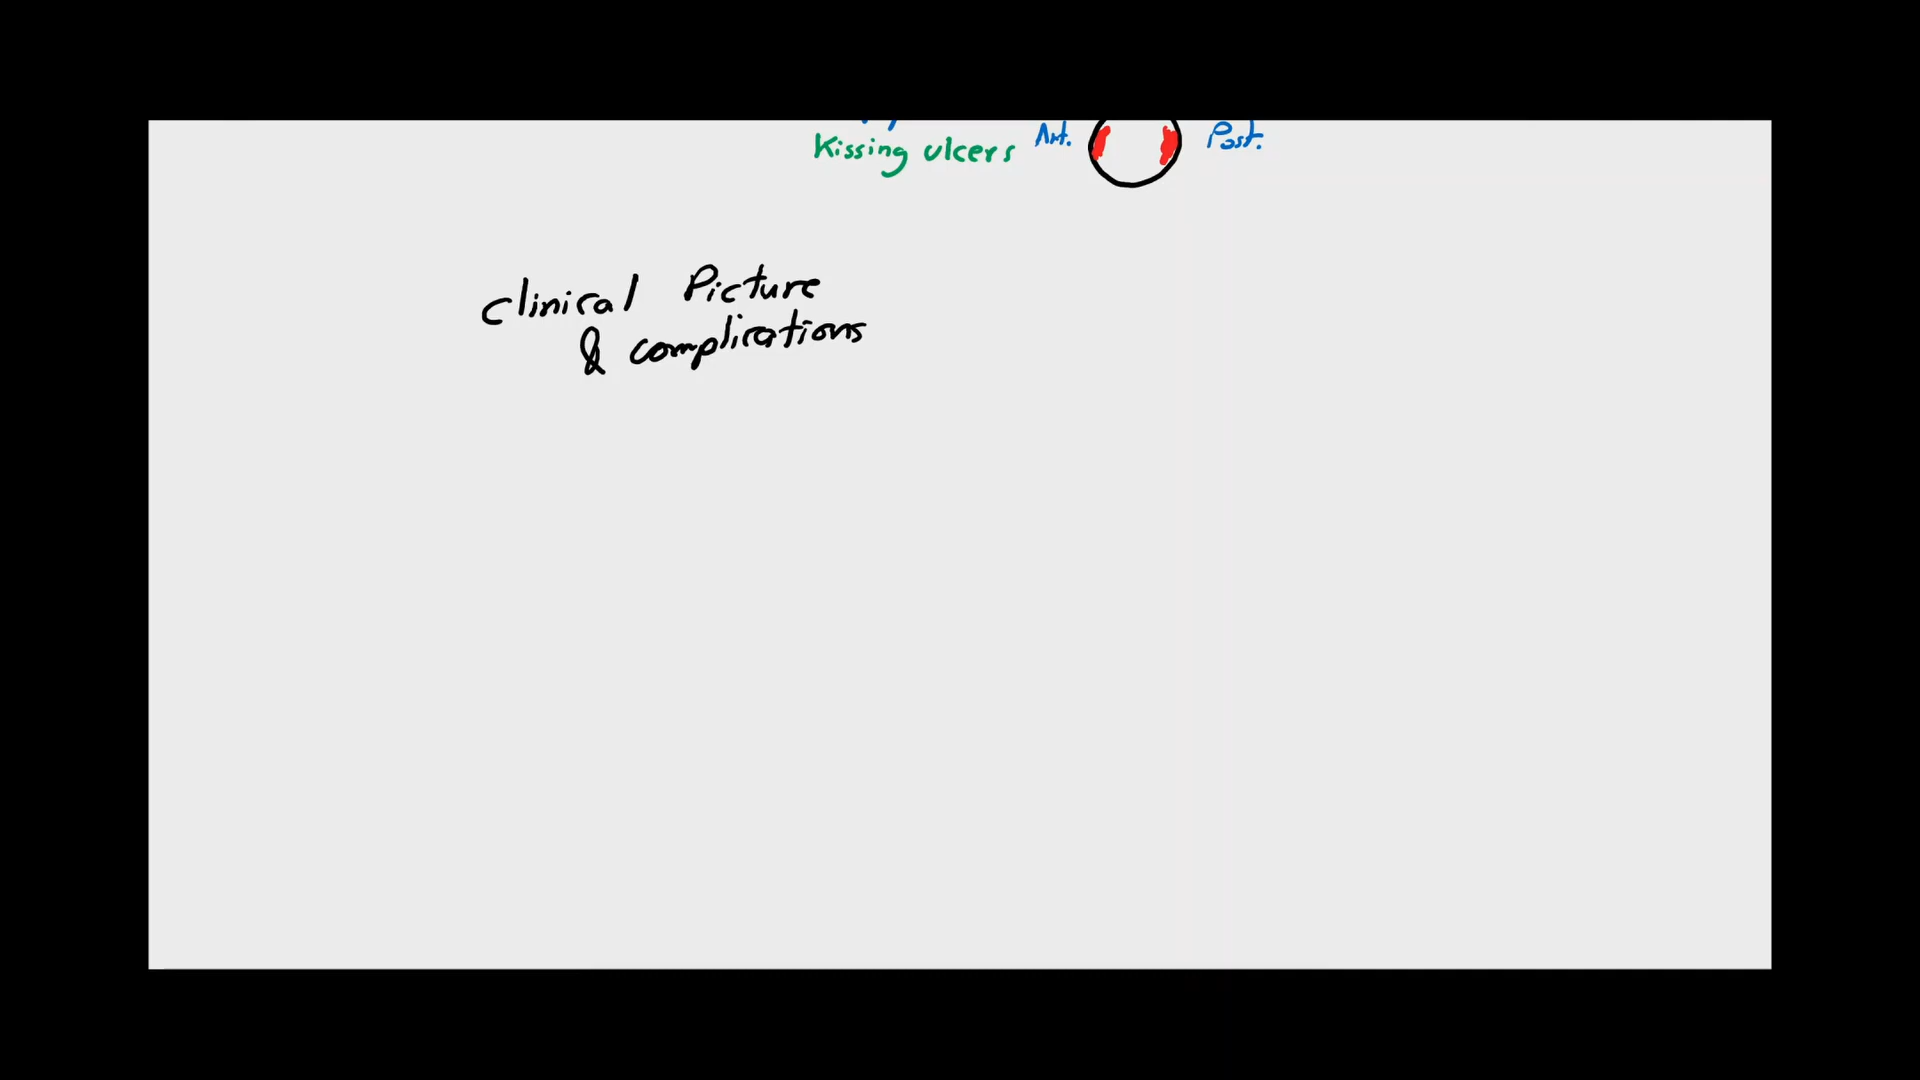 Kissing ulcers Ant. Post.
Clinical Picture
& complications